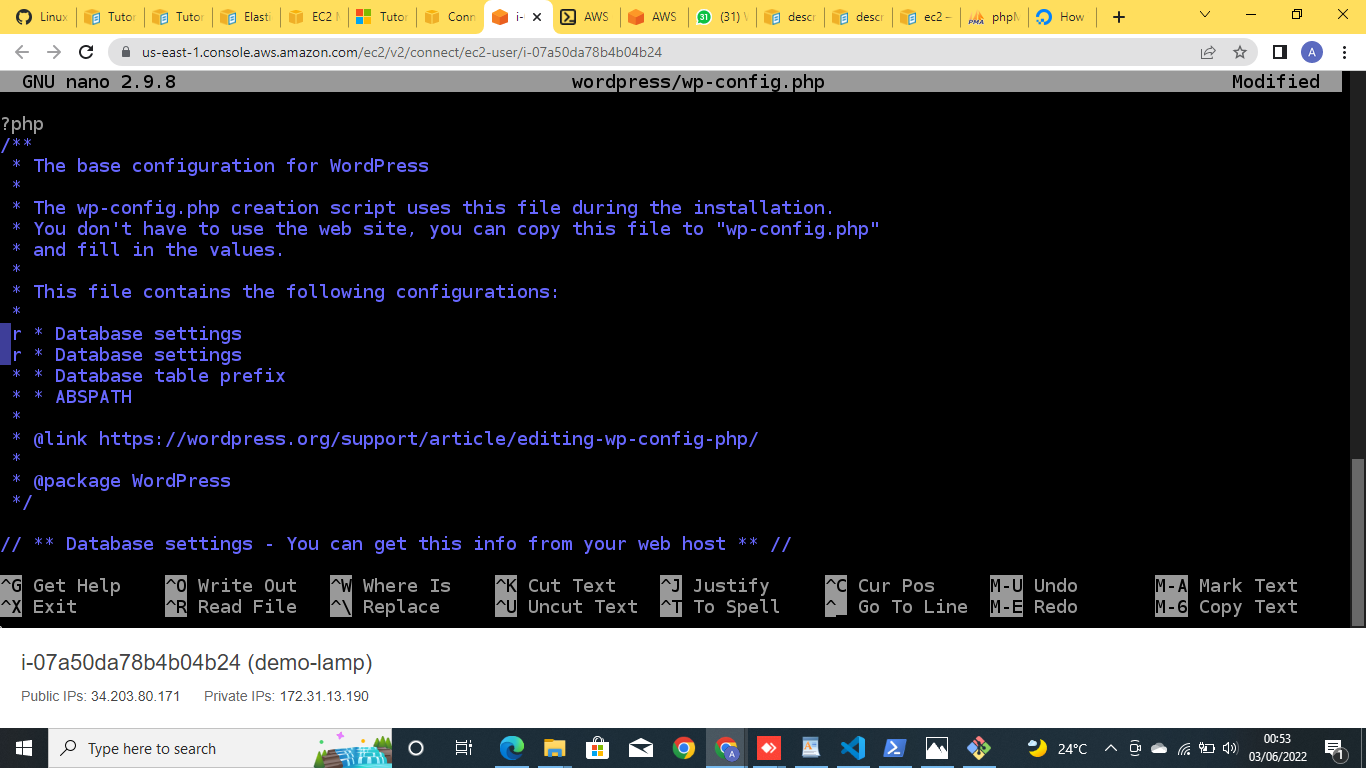 Linux
Tutor
Tutor
Elasti
EC2 M
Tutor
Conn
i-
AWS
AWS
(31)
descr
descr
ec2 –
phpM
How
us-east-1.console.aws.amazon.com/ec2/v2/connect/ec2-user/i-07a50da78b4b04b24
A
GNU nano 2.9.8 wordpress/wp-config.php Modified
?php
/**
* The base configuration for WordPress
*
* The wp-config.php creation script uses this file during the installation.
* You don't have to use the web site, you can copy this file to "wp-config.php"
* and fill in the values.
*
* This file contains the following configurations:
*
r * Database settings
r * Database settings
* * Database table prefix
* * ABSPATH
*
* @link https://wordpress.org/support/article/editing-wp-config-php/
*
* @package WordPress
*/
// ** Database settings - You can get this info from your web host ** //
^G Get Help ^O Write Out ^W Where Is ^K Cut Text ^J Justify ^C Cur Pos M-U Undo M-A Mark Text
^X Exit ^R Read File ^\ Replace ^U Uncut Text ^T To Spell ^_ Go To Line M-E Redo M-6 Copy Text
i-07a50da78b4b04b24 (demo-lamp)
Public IPs: 34.203.80.171 Private IPs: 172.31.13.190
Type here to search
24°C
00:53
03/06/2022
1